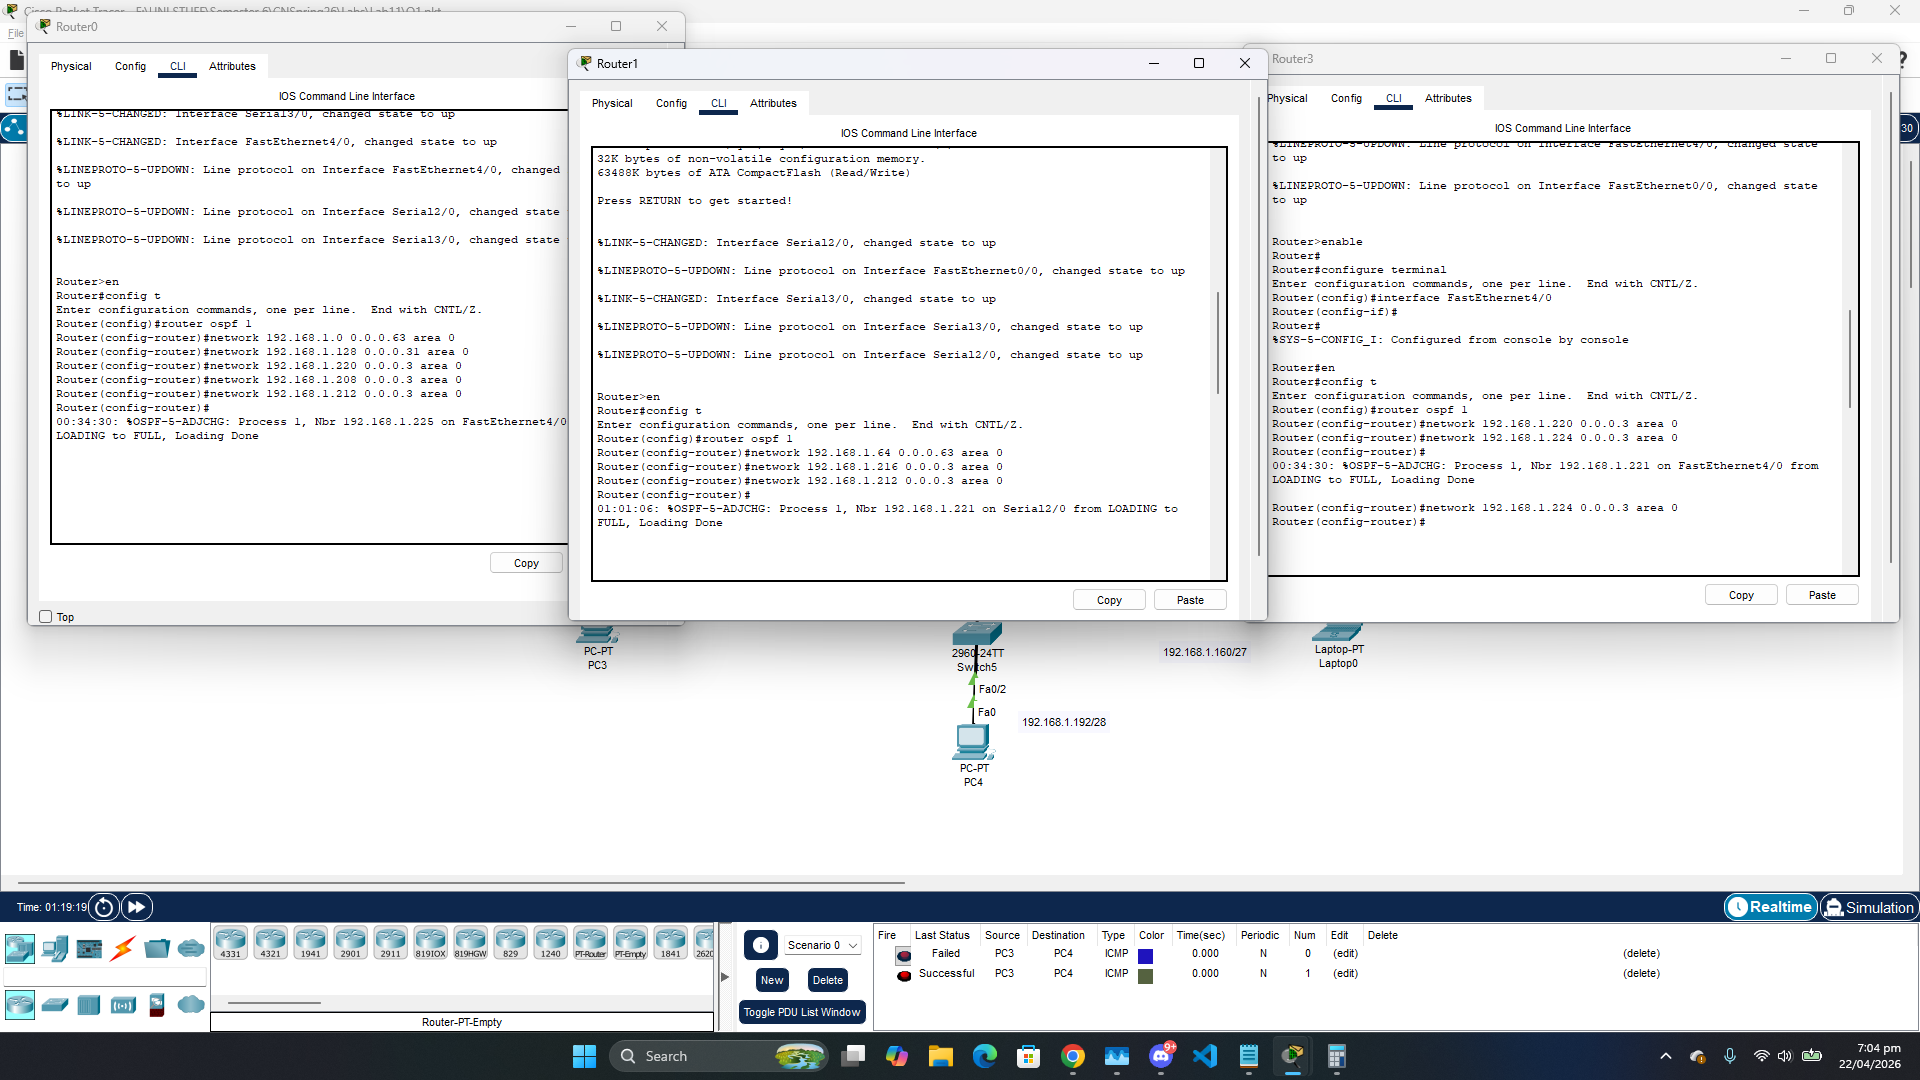 Router0
Physical Config CLI Attributes
IOS Command Line Interface
%LINK-5-CHANGED: Interface Serial3/0, changed state to up
%LINK-5-CHANGED: Interface FastEthernet4/0, changed state to up
%LINEPROTO-5-UPDOWN: Line protocol on Interface FastEthernet4/0, changed
to up
%LINEPROTO-5-UPDOWN: Line protocol on Interface Serial2/0, changed state
%LINEPROTO-5-UPDOWN: Line protocol on Interface Serial3/0, changed state
Router>en
Router#config t
Enter configuration commands, one per line.  End with CNTL/Z.
Router(config)#router ospf 1
Router(config-router)#network 192.168.1.0 0.0.0.63 area 0
Router(config-router)#network 192.168.1.128 0.0.0.31 area 0
Router(config-router)#network 192.168.1.220 0.0.0.3 area 0
Router(config-router)#network 192.168.1.208 0.0.0.3 area 0
Router(config-router)#network 192.168.1.212 0.0.0.3 area 0
Router(config-router)#
00:34:30: %OSPF-5-ADJCHG: Process 1, Nbr 192.168.1.225 on FastEthernet4/0
LOADING to FULL, Loading Done
Copy
Top
Router1
Physical Config CLI Attributes
IOS Command Line Interface
32K bytes of non-volatile configuration memory.
63488K bytes of ATA CompactFlash (Read/Write)
Press RETURN to get started!
%LINK-5-CHANGED: Interface Serial2/0, changed state to up
%LINEPROTO-5-UPDOWN: Line protocol on Interface FastEthernet0/0, changed state to up
%LINK-5-CHANGED: Interface Serial3/0, changed state to up
%LINEPROTO-5-UPDOWN: Line protocol on Interface Serial3/0, changed state to up
%LINEPROTO-5-UPDOWN: Line protocol on Interface Serial2/0, changed state to up
Router>en
Router#config t
Enter configuration commands, one per line.  End with CNTL/Z.
Router(config)#router ospf 1
Router(config-router)#network 192.168.1.64 0.0.0.63 area 0
Router(config-router)#network 192.168.1.216 0.0.0.3 area 0
Router(config-router)#network 192.168.1.212 0.0.0.3 area 0
Router(config-router)#
01:01:06: %OSPF-5-ADJCHG: Process 1, Nbr 192.168.1.221 on Serial2/0 from LOADING to
FULL, Loading Done
Copy Paste
Router3
Physical Config CLI Attributes
IOS Command Line Interface
%LINEPROTO-5-UPDOWN: Line protocol on Interface FastEthernet4/0, changed state
to up
%LINEPROTO-5-UPDOWN: Line protocol on Interface FastEthernet0/0, changed state
to up
Router>enable
Router#
Router#configure terminal
Enter configuration commands, one per line.  End with CNTL/Z.
Router(config)#interface FastEthernet4/0
Router(config-if)#
Router#
%SYS-5-CONFIG_I: Configured from console by console
Router#en
Router#config t
Enter configuration commands, one per line.  End with CNTL/Z.
Router(config)#router ospf 1
Router(config-router)#network 192.168.1.220 0.0.0.3 area 0
Router(config-router)#network 192.168.1.224 0.0.0.3 area 0
Router(config-router)#
00:34:30: %OSPF-5-ADJCHG: Process 1, Nbr 192.168.1.221 on FastEthernet4/0 from
LOADING to FULL, Loading Done
Router(config-router)#network 192.168.1.224 0.0.0.3 area 0
Router(config-router)#
Copy Paste
File
30
PC-PT
PC3
2960-24TT
Switch5
Fa0/2
Fa0
192.168.1.160/27
Laptop-PT
Laptop0
192.168.1.192/28
PC-PT
PC4
Time: 01:19:19
Realtime Simulation
4331 4321 1941 2901 2911 819IOX 819HGW 829 1240 PT-Router PT-Empty 1841 2620
Router-PT-Empty
Scenario 0
New Delete
Toggle PDU List Window
Fire Last Status Source Destination Type Color Time(sec) Periodic Num Edit Delete
Failed PC3 PC4 ICMP 0.000 N 0 (edit) (delete)
Successful PC3 PC4 ICMP 0.000 N 1 (edit) (delete)
Search
9+
7:04 pm
22/04/2026